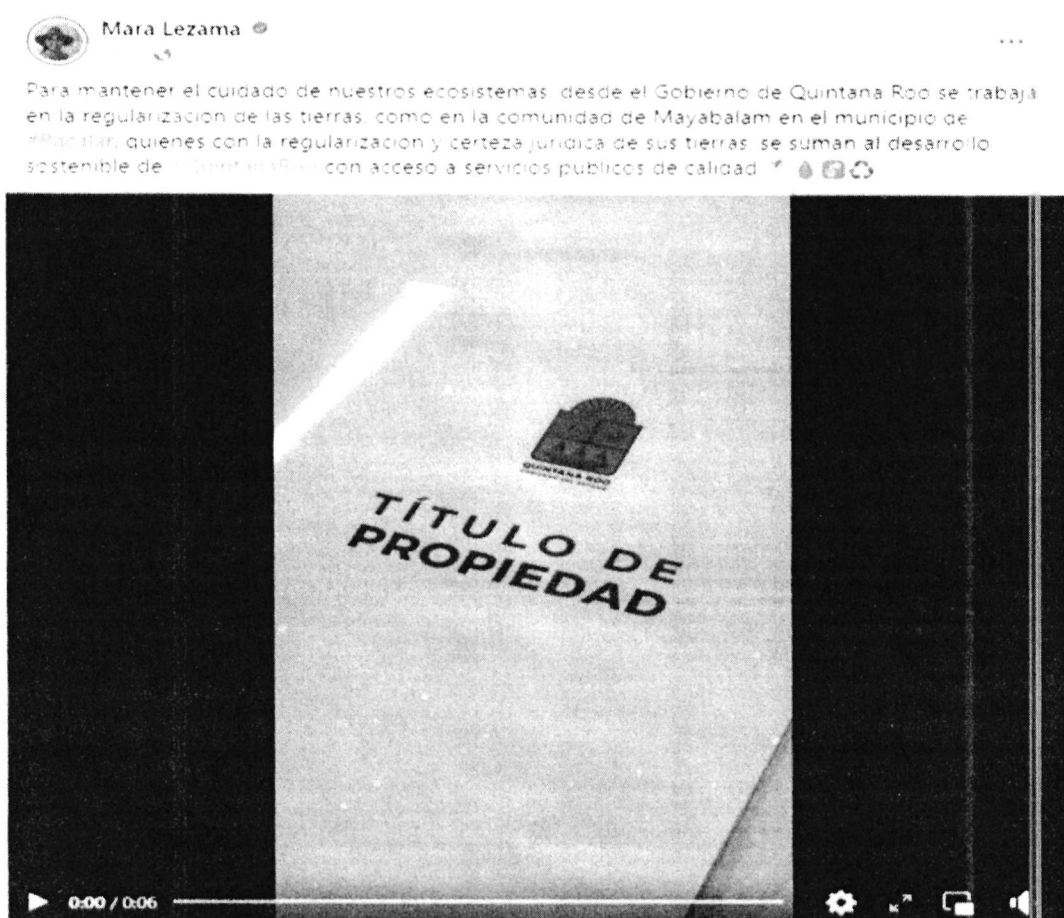 Mara Lezama
Para mantener el cuidado de nuestros ecosistemas, desde el Gobierno de Quintana Roo se trabaja
en la regularización de las tierras, como en la comunidad de Mayabalam en el municipio de
#Bacalar, quienes con la regularización y certeza jurídica de sus tierras, se suman al desarrollo
sostenible de #QuintanaRoo con acceso a servicios públicos de calidad
QUINTANA ROO
TÍTULO DE
PROPIEDAD
0:00 / 0:06